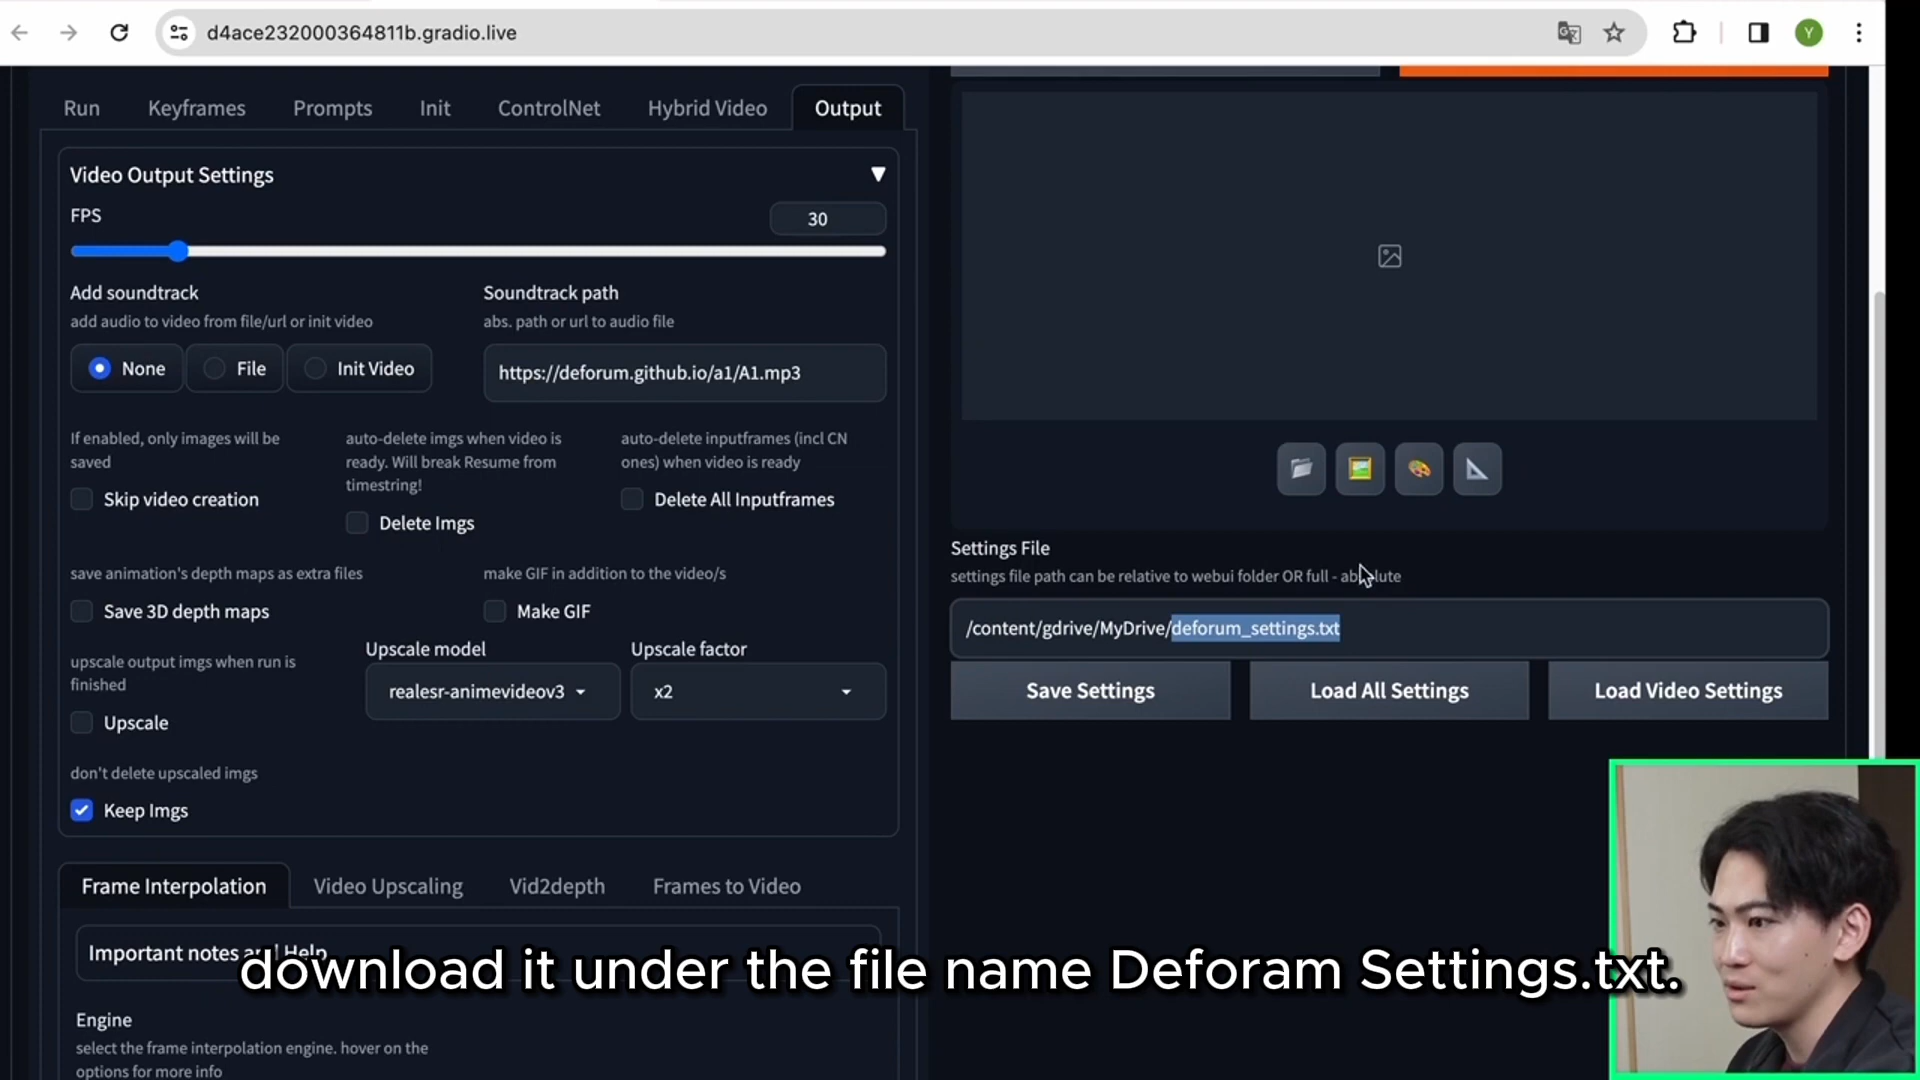 d4ace232000364811b.gradio.live
Y
Run Keyframes Prompts Init ControlNet Hybrid Video Output
Video Output Settings
FPS
30
Add soundtrack
add audio to video from file/url or init video
None File Init Video
Soundtrack path
abs. path or url to audio file
https://deforum.github.io/a1/A1.mp3
If enabled, only images will be
saved
Skip video creation
auto-delete imgs when video is
ready. Will break Resume from
timestring!
Delete Imgs
auto-delete inputframes (incl CN
ones) when video is ready
Delete All Inputframes
save animation's depth maps as extra files
Save 3D depth maps
make GIF in addition to the video/s
Make GIF
upscale output imgs when run is
finished
Upscale
Upscale model
realesr-animevideov3
Upscale factor
x2
don't delete upscaled imgs
Keep Imgs
Frame Interpolation Video Upscaling Vid2depth Frames to Video
Important notes and Help
Engine
select the frame interpolation engine. hover on the
options for more info
Settings File
settings file path can be relative to webui folder OR full - absolute
/content/gdrive/MyDrive/deforum_settings.txt
Save Settings Load All Settings Load Video Settings
download it under the file name Deforam Settings.txt.